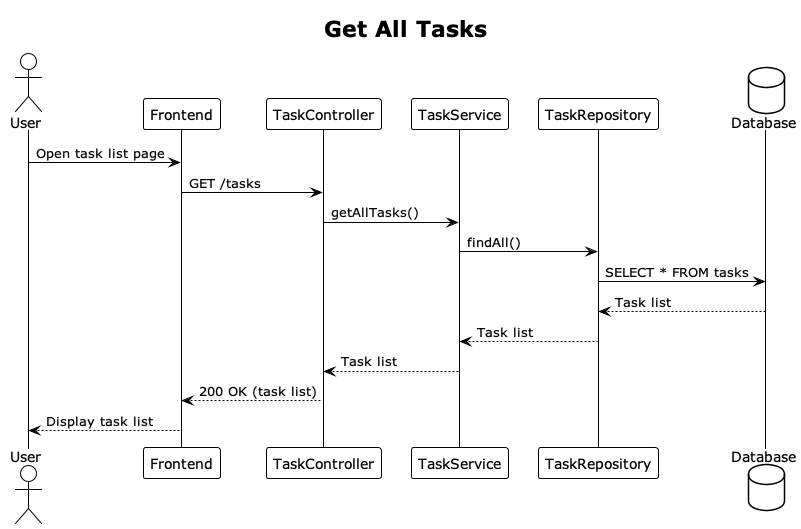 Get All Tasks
User
Frontend
TaskController
TaskService
TaskRepository
Database
Open task list page
GET /tasks
getAllTasks()
findAll()
SELECT * FROM tasks
Task list
Task list
Task list
200 OK (task list)
Display task list
User
Frontend
TaskController
TaskService
TaskRepository
Database